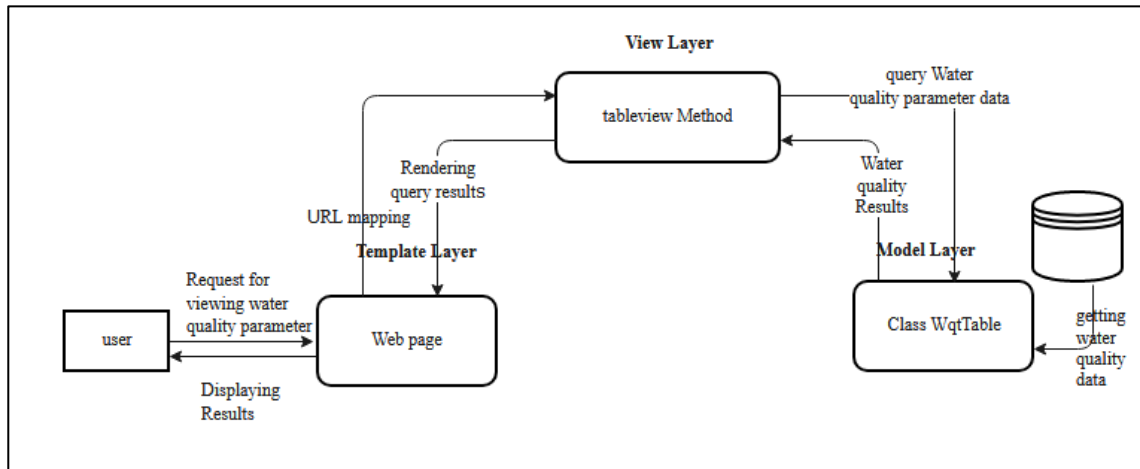 View Layer
tableview Method
query Water
quality parameter data
Rendering
query results
URL mapping
Water
quality
Results
Template Layer
Model Layer
Request for
viewing water
quality parameter
user
Web page
Class WqtTable
getting
water
quality
data
Displaying
Results